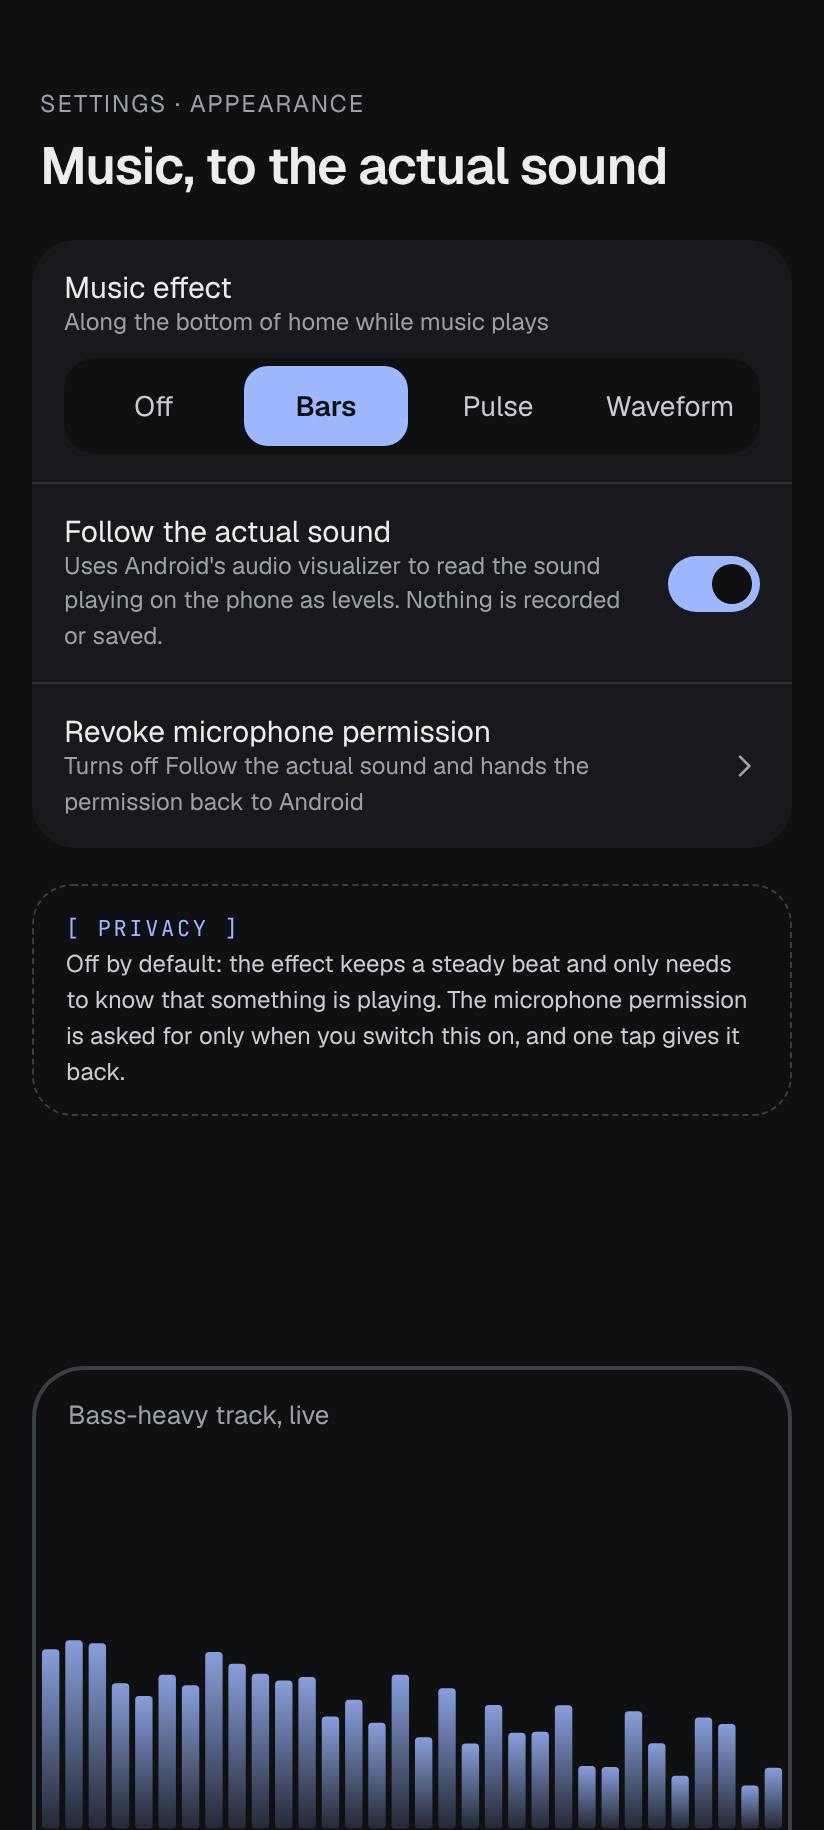 SETTINGS · APPEARANCE
Music, to the actual sound
Music effect
Along the bottom of home while music plays
Off
Bars
Pulse
Waveform
Follow the actual sound
Uses Android's audio visualizer to read the sound
playing on the phone as levels. Nothing is recorded
or saved.
Revoke microphone permission
Turns off Follow the actual sound and hands the
permission back to Android
[ PRIVACY ]
Off by default: the effect keeps a steady beat and only needs
to know that something is playing. The microphone permission
is asked for only when you switch this on, and one tap gives it
back.
Bass-heavy track, live